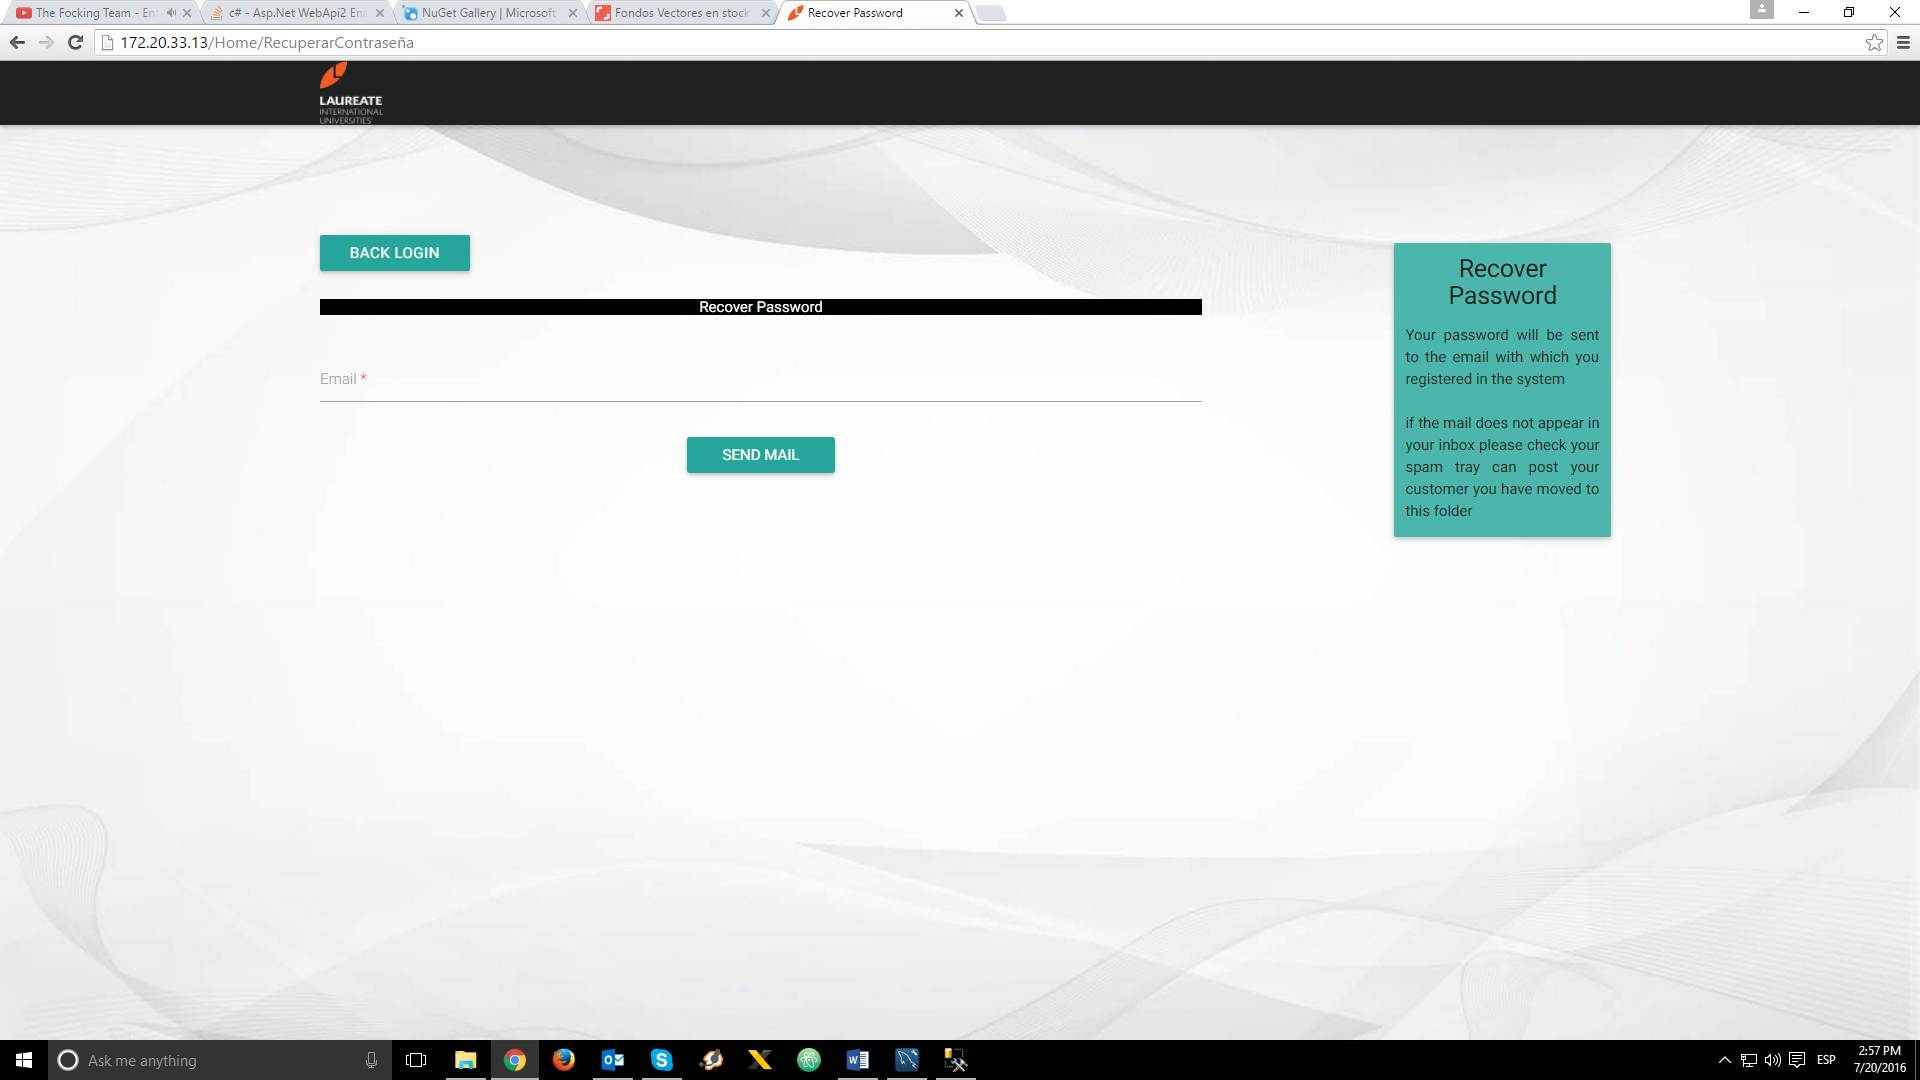 The Focking Team - En
c# - Asp.Net WebApi2 Ena
NuGet Gallery | Microsoft
Fondos Vectores en stock
Recover Password
172.20.33.13/Home/RecuperarContraseña
LAUREATE
INTERNATIONAL
UNIVERSITIES
BACK LOGIN
Recover Password
Email *
SEND MAIL
Recover
Password
Your password will be sent
to the email with which you
registered in the system
if the mail does not appear in
your inbox please check your
spam tray can post your
customer you have moved to
this folder
Ask me anything
ESP
2:57 PM
7/20/2016